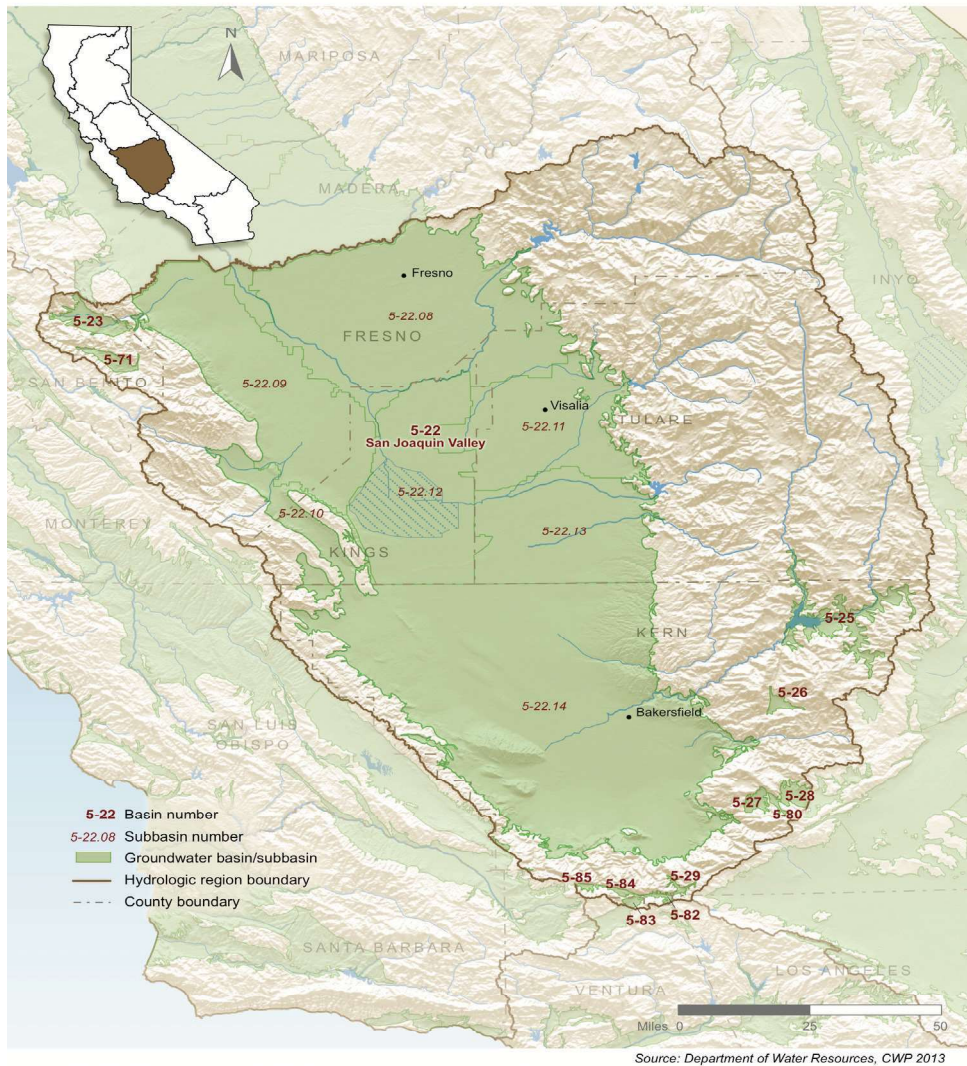 N
MARIPOSA
MADERA
Fresno
INYO
5-22.08
5-23
FRESNO
5-71
SAN BENITO
5-22.09
Visalia
TULARE
5-22.11
5-22
San Joaquin Valley
5-22.12
5-22.10
MONTEREY
5-22.13
KINGS
5-25
KERN
5-26
5-22.14
Bakersfield
SAN LUIS
OBISPO
5-28
5-27
5-80
5-22 Basin number
5-22.08 Subbasin number
Groundwater basin/subbasin
Hydrologic region boundary
County boundary
5-85
5-84
5-29
5-83
5-82
SANTA BARBARA
LOS ANGELES
VENTURA
Miles 0 25 50
Source: Department of Water Resources, CWP 2013